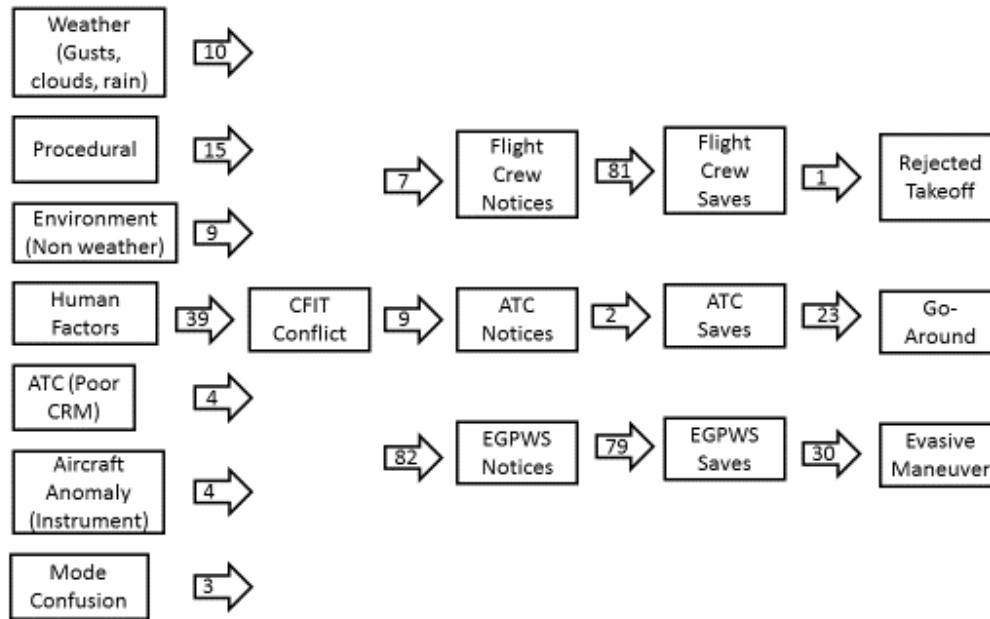 Weather
(Gusts,
clouds, rain)
10
Procedural
15
Environment
(Non weather)
9
Human
Factors
39
ATC (Poor
CRM)
4
Aircraft
Anomaly
(Instrument)
4
Mode
Confusion
3
CFIT
Conflict
7
Flight
Crew
Notices
81
Flight
Crew
Saves
1
Rejected
Takeoff
9
ATC
Notices
2
ATC
Saves
23
Go-
Around
82
EGPWS
Notices
79
EGPWS
Saves
30
Evasive
Maneuver